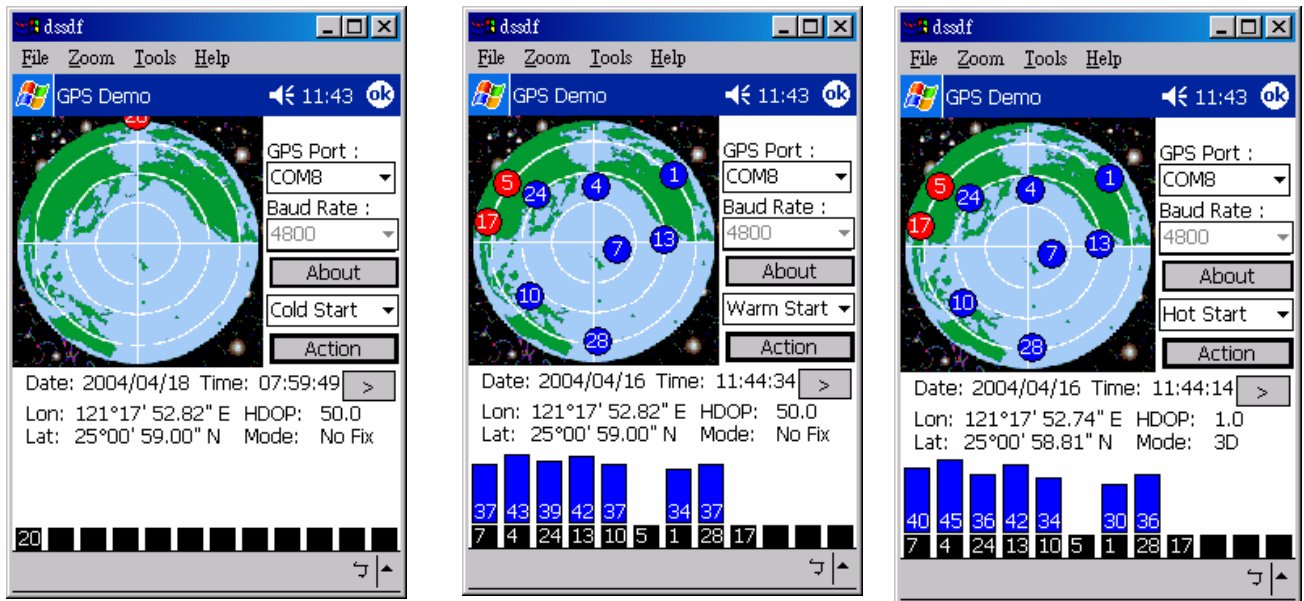 dssdf
File Zoom Tools Help
GPS Demo 11:43 ok
20
GPS Port :
COM8
Baud Rate :
4800
About
Cold Start
Action
Date: 2004/04/18 Time: 07:59:49 >
Lon: 121°17' 52.82" E HDOP: 50.0
Lat: 25°00' 59.00" N Mode: No Fix
20
ㄅ
dssdf
File Zoom Tools Help
GPS Demo 11:43 ok
5 24 4 1
17 7 13
10 28
GPS Port :
COM8
Baud Rate :
4800
About
Warm Start
Action
Date: 2004/04/16 Time: 11:44:34 >
Lon: 121°17' 52.82" E HDOP: 50.0
Lat: 25°00' 59.00" N Mode: No Fix
37 43 39 42 37 34 37
7 4 24 13 10 5 1 28 17
ㄅ
dssdf
File Zoom Tools Help
GPS Demo 11:43 ok
5 24 4 1
17 7 13
10 28
GPS Port :
COM8
Baud Rate :
4800
About
Hot Start
Action
Date: 2004/04/16 Time: 11:44:14 >
Lon: 121°17' 52.74" E HDOP: 1.0
Lat: 25°00' 58.81" N Mode: 3D
40 45 36 42 34 30 36
7 4 24 13 10 5 1 28 17
ㄅ